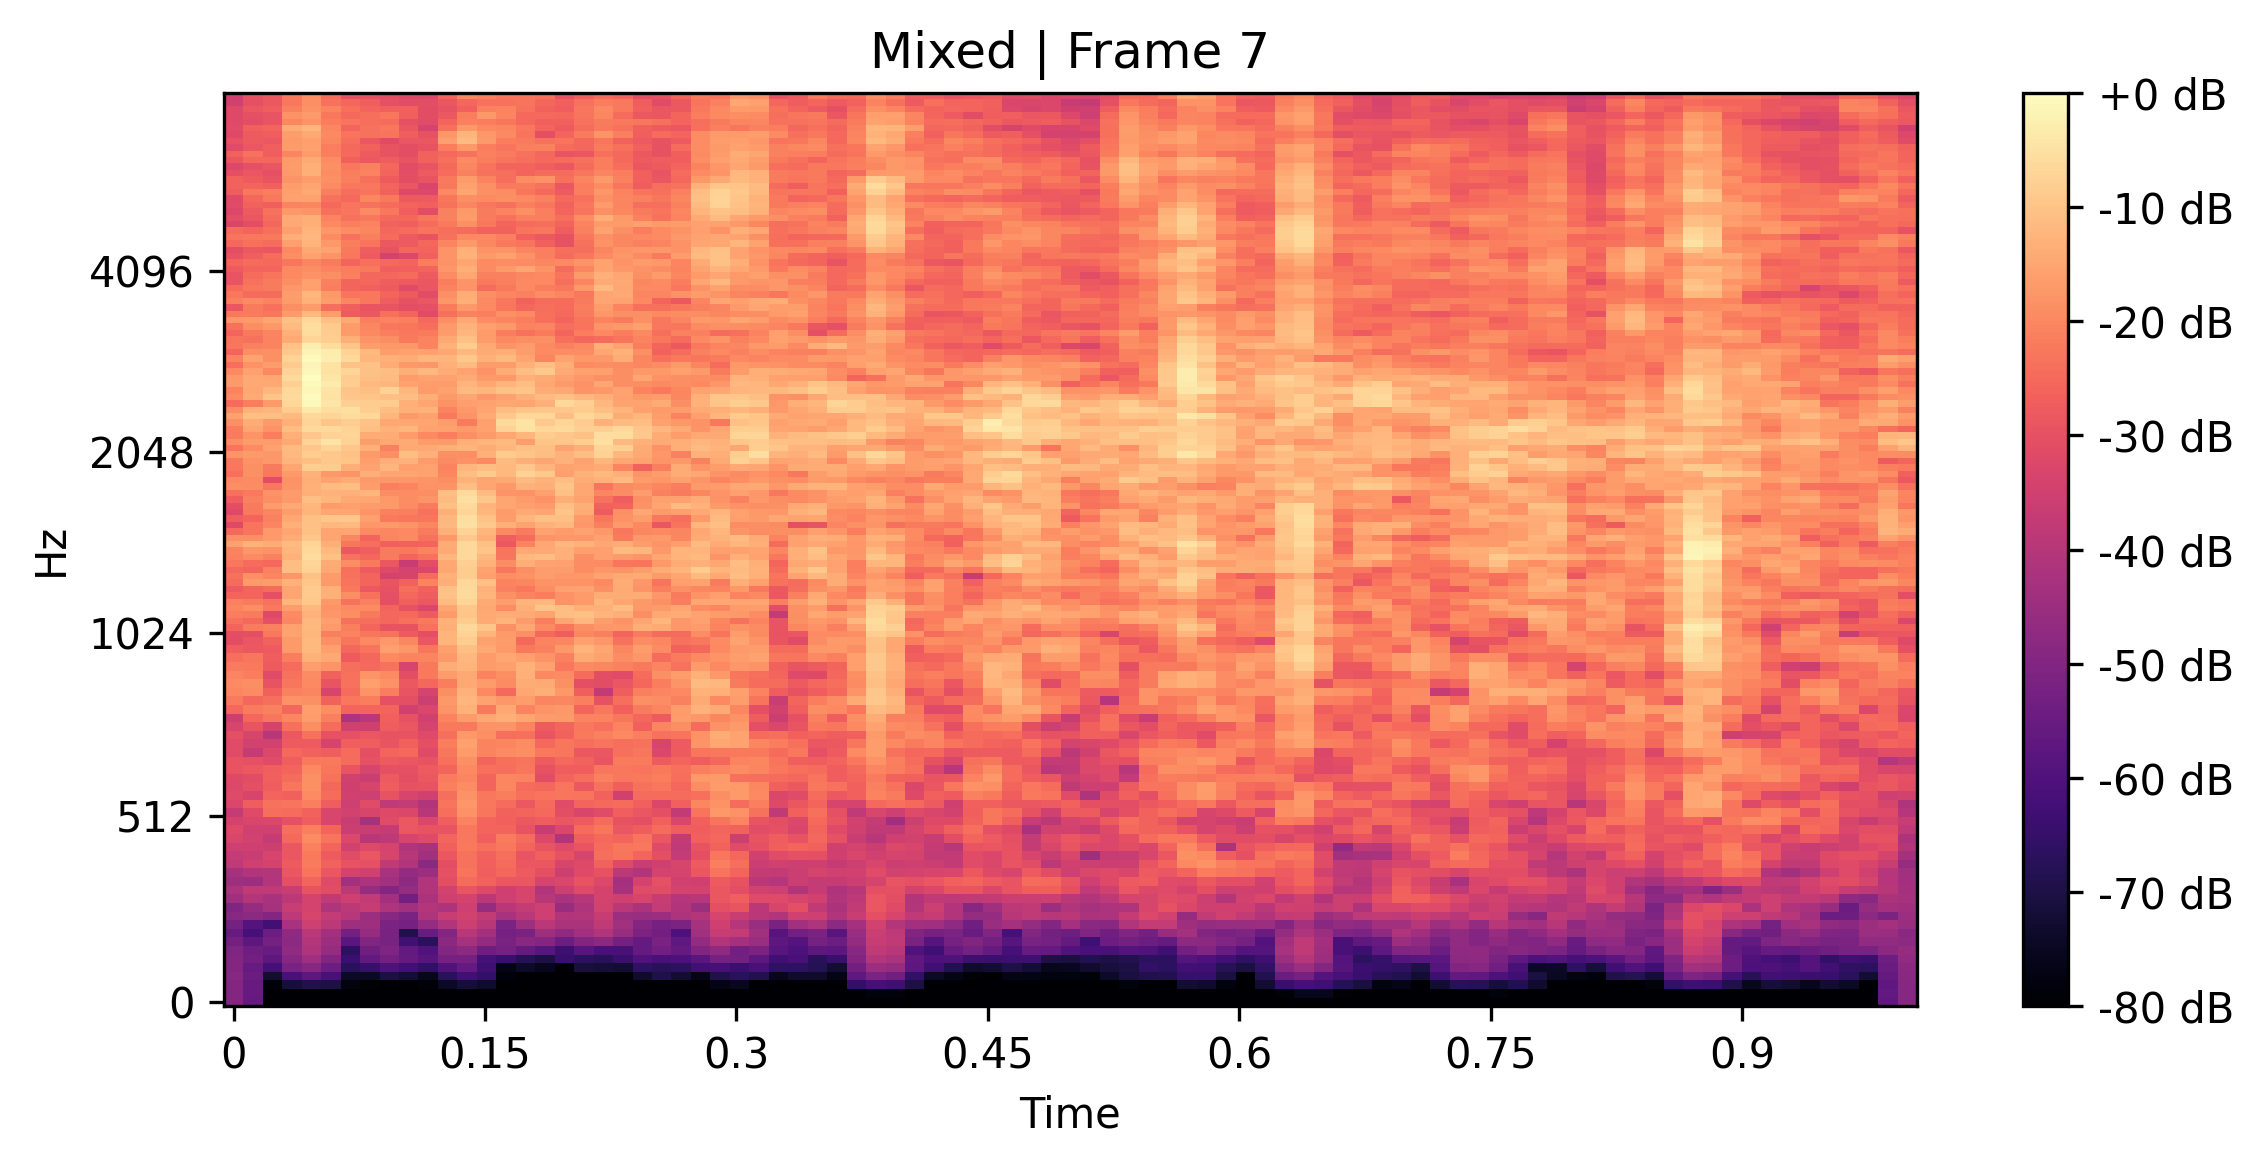 Mixed | Frame 7
+0 dB
-10 dB
4096
-20 dB
-30 dB
2048
Hz
-40 dB
1024
-50 dB
512
-60 dB
-70 dB
0
-80 dB
0
0.15
0.3
0.45
0.6
0.75
0.9
Time